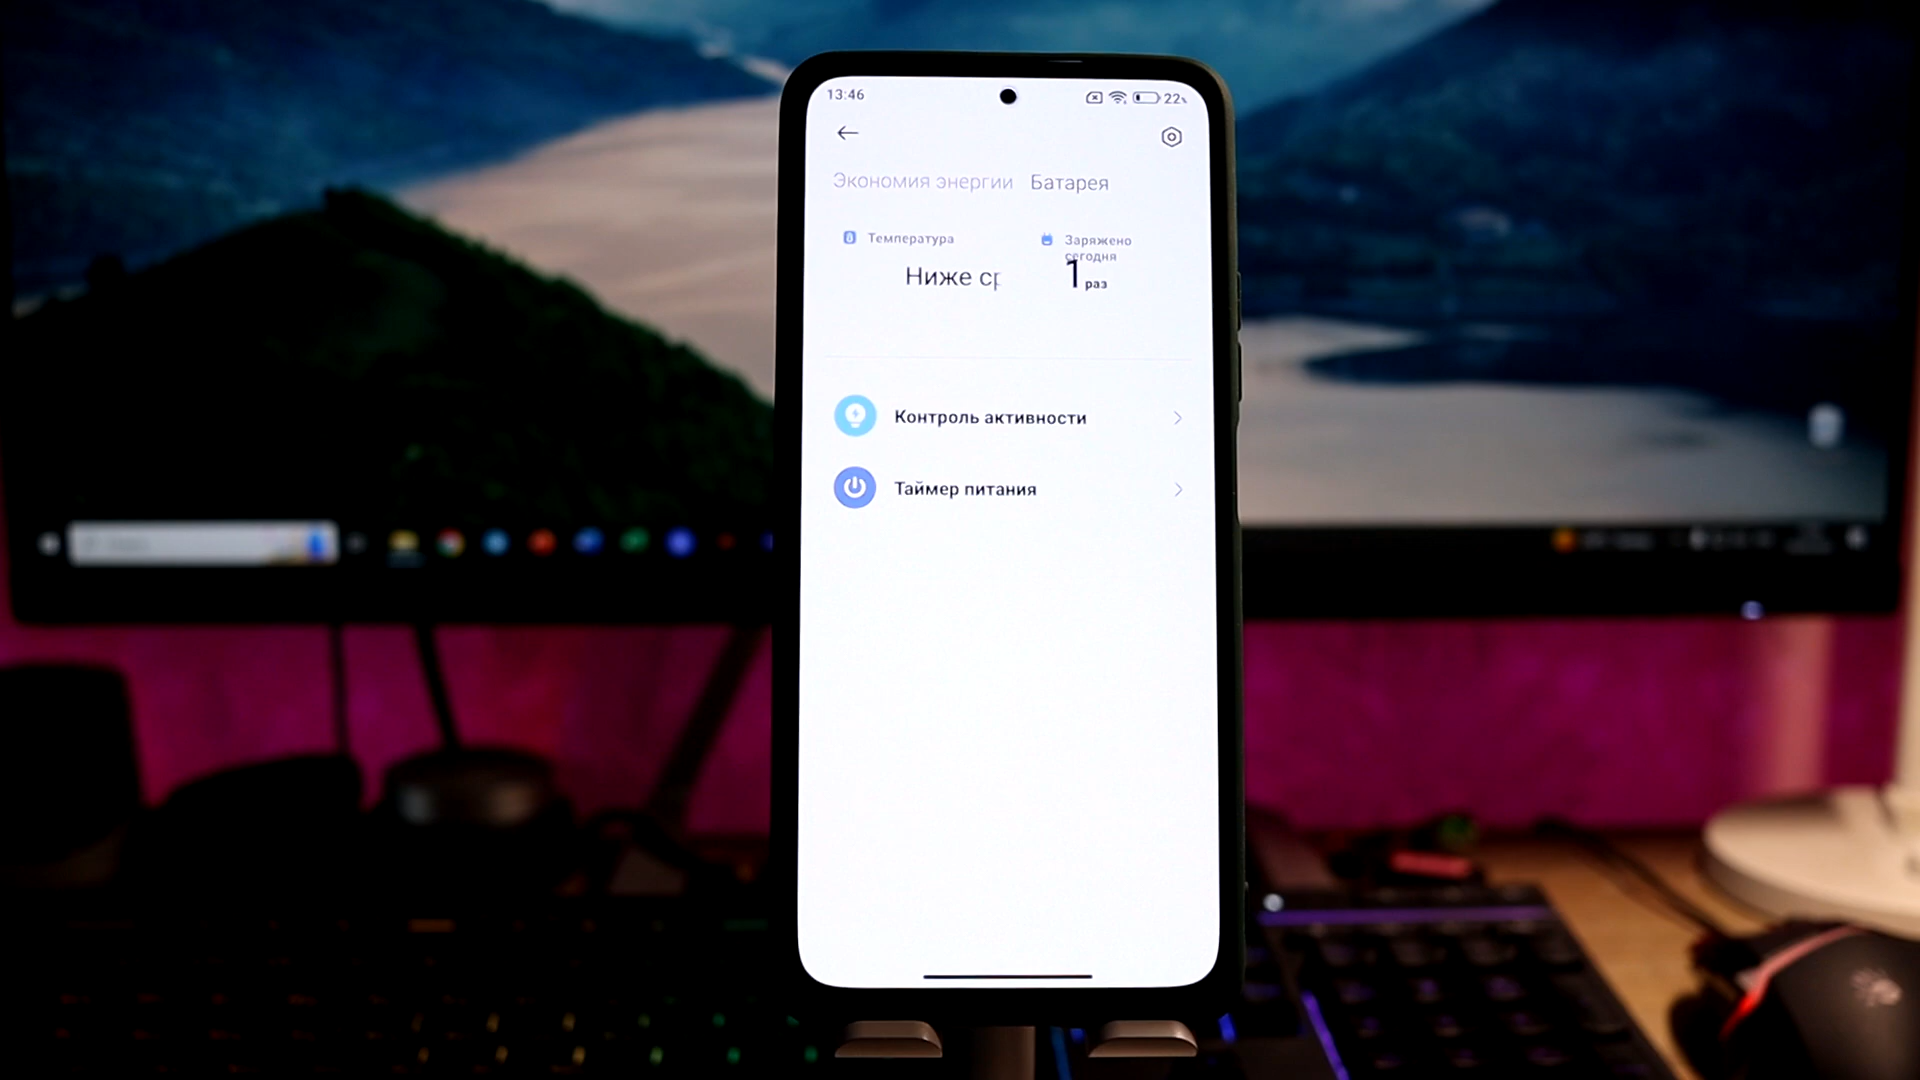 13:46
22%
Экономия энергии Батарея
Температура
Заряжено
сегодня
Ниже ср
1 раз
Контроль активности
Таймер питания